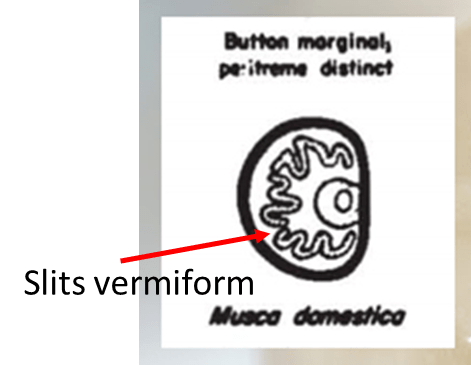 Button marginal,
peritreme distinct
Slits vermiform
Musca domestica